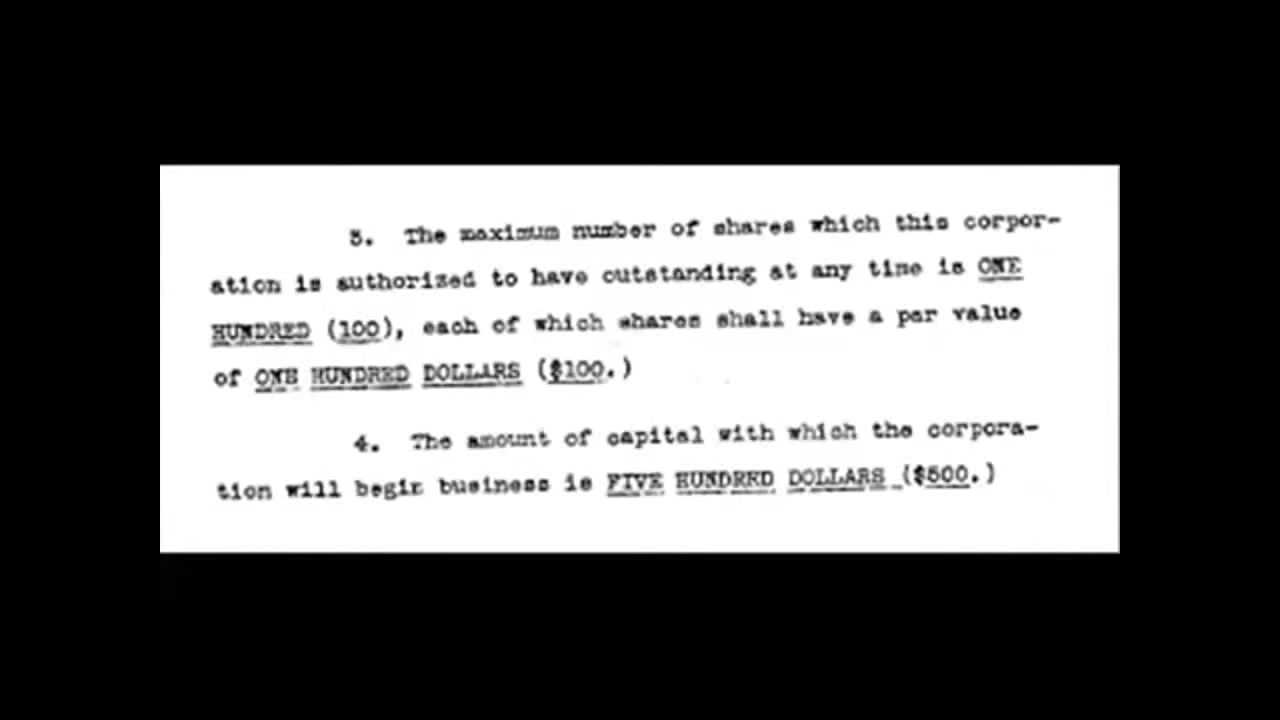 3. The maximum number of shares which this corpor-
ation is authorized to have outstanding at any time is ONE
HUNDRED (100), each of which shares shall have a par value
of ONE HUNDRED DOLLARS ($100.)
4. The amount of capital with which the corpora-
tion will begin business is FIVE HUNDRED DOLLARS ($500.)